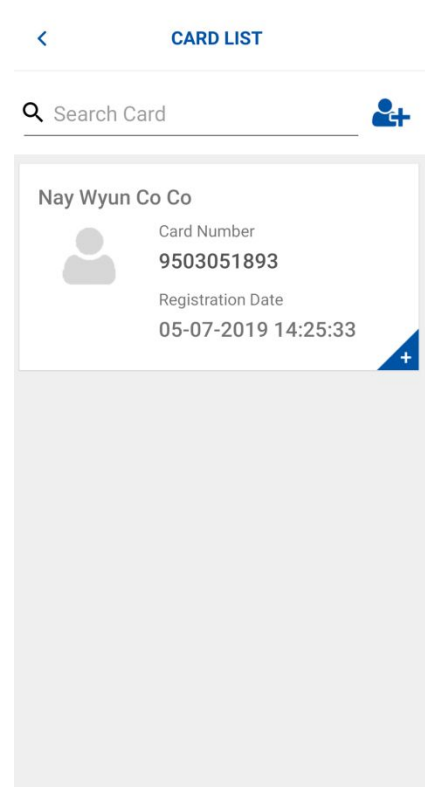 CARD LIST
Search Card
Nay Wyun Co Co
Card Number
9503051893
Registration Date
05-07-2019 14:25:33